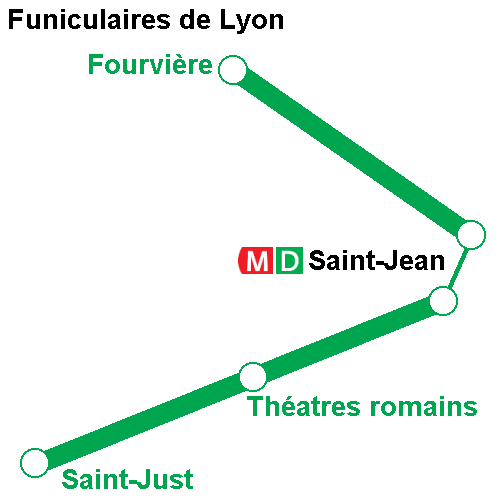 Funiculaires de Lyon
Fourvière
M D Saint-Jean
Théatres romains
Saint-Just